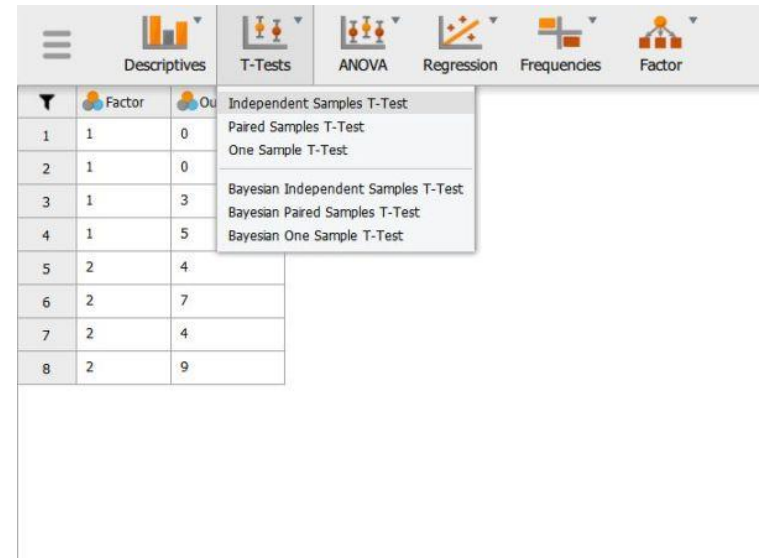 Descriptives T-Tests ANOVA Regression Frequencies Factor
Factor Ou
Independent Samples T-Test
Paired Samples T-Test
One Sample T-Test
Bayesian Independent Samples T-Test
Bayesian Paired Samples T-Test
Bayesian One Sample T-Test
1 1 0
2 1 0
3 1 3
4 1 5
5 2 4
6 2 7
7 2 4
8 2 9